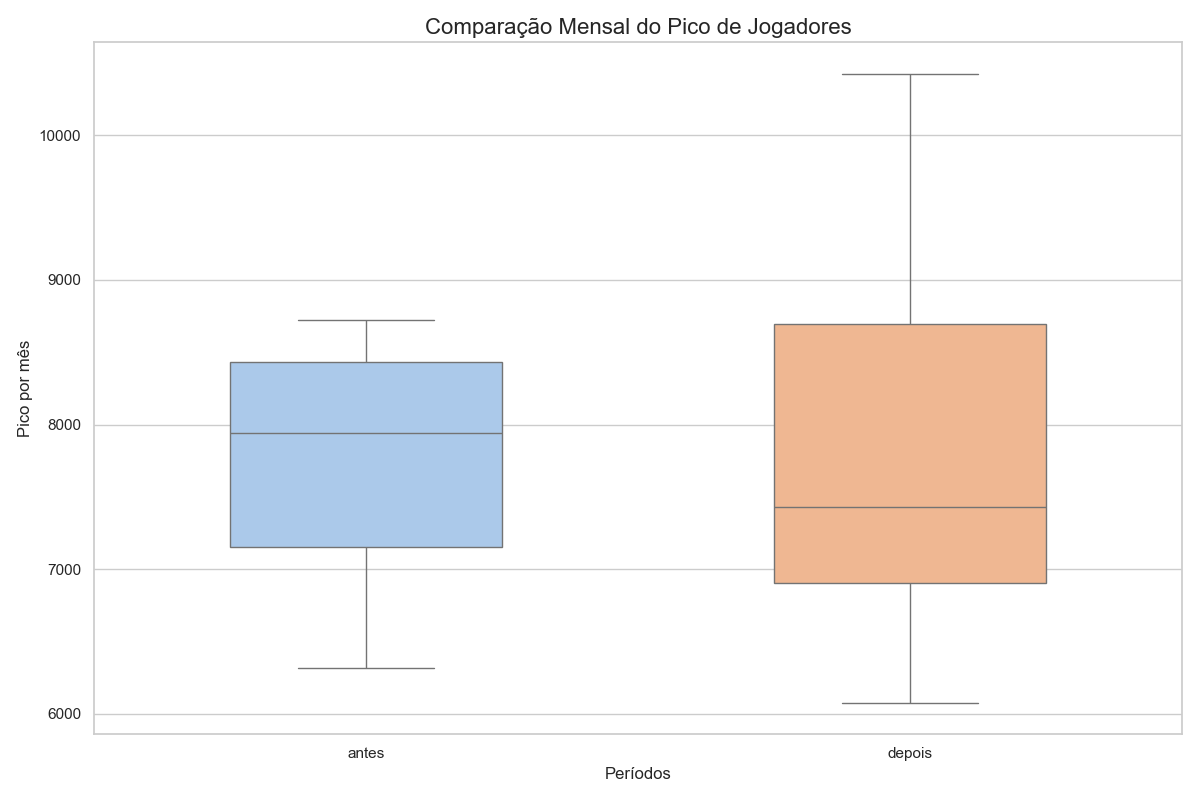 Comparação Mensal do Pico de Jogadores
10000
9000
8000
7000
6000
Pico por mês
antes
depois
Períodos